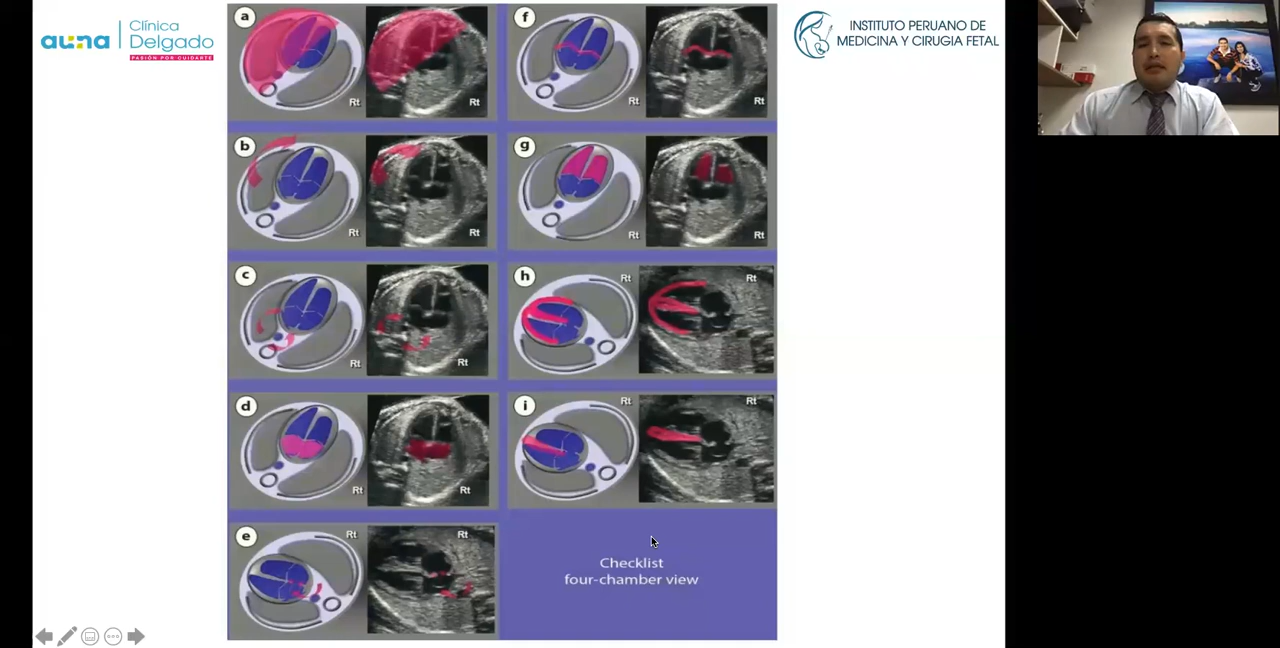 auna
Clínica
Delgado
PASIÓN POR CUIDARTE
INSTITUTO PERUANO DE
MEDICINA Y CIRUGIA FETAL
a
Rt
Rt
b
Rt
Rt
c
Rt
Rt
d
Rt
Rt
e
Rt
Rt
f
Rt
Rt
g
Rt
Rt
h
Rt
Rt
i
Rt
Rt
Checklist
four-chamber view